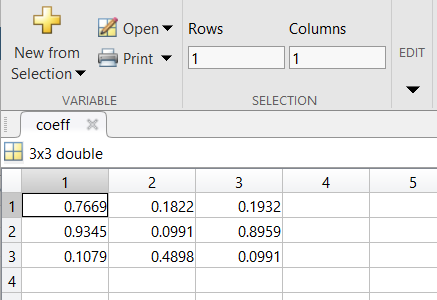 New from Selection ▼
Open ▼
Print ▼
VARIABLE
Rows Columns
1 1
SELECTION
EDIT
coeff
3x3 double
1 2 3 4 5
1 0.7669 0.1822 0.1932
2 0.9345 0.0991 0.8959
3 0.1079 0.4898 0.0991
4